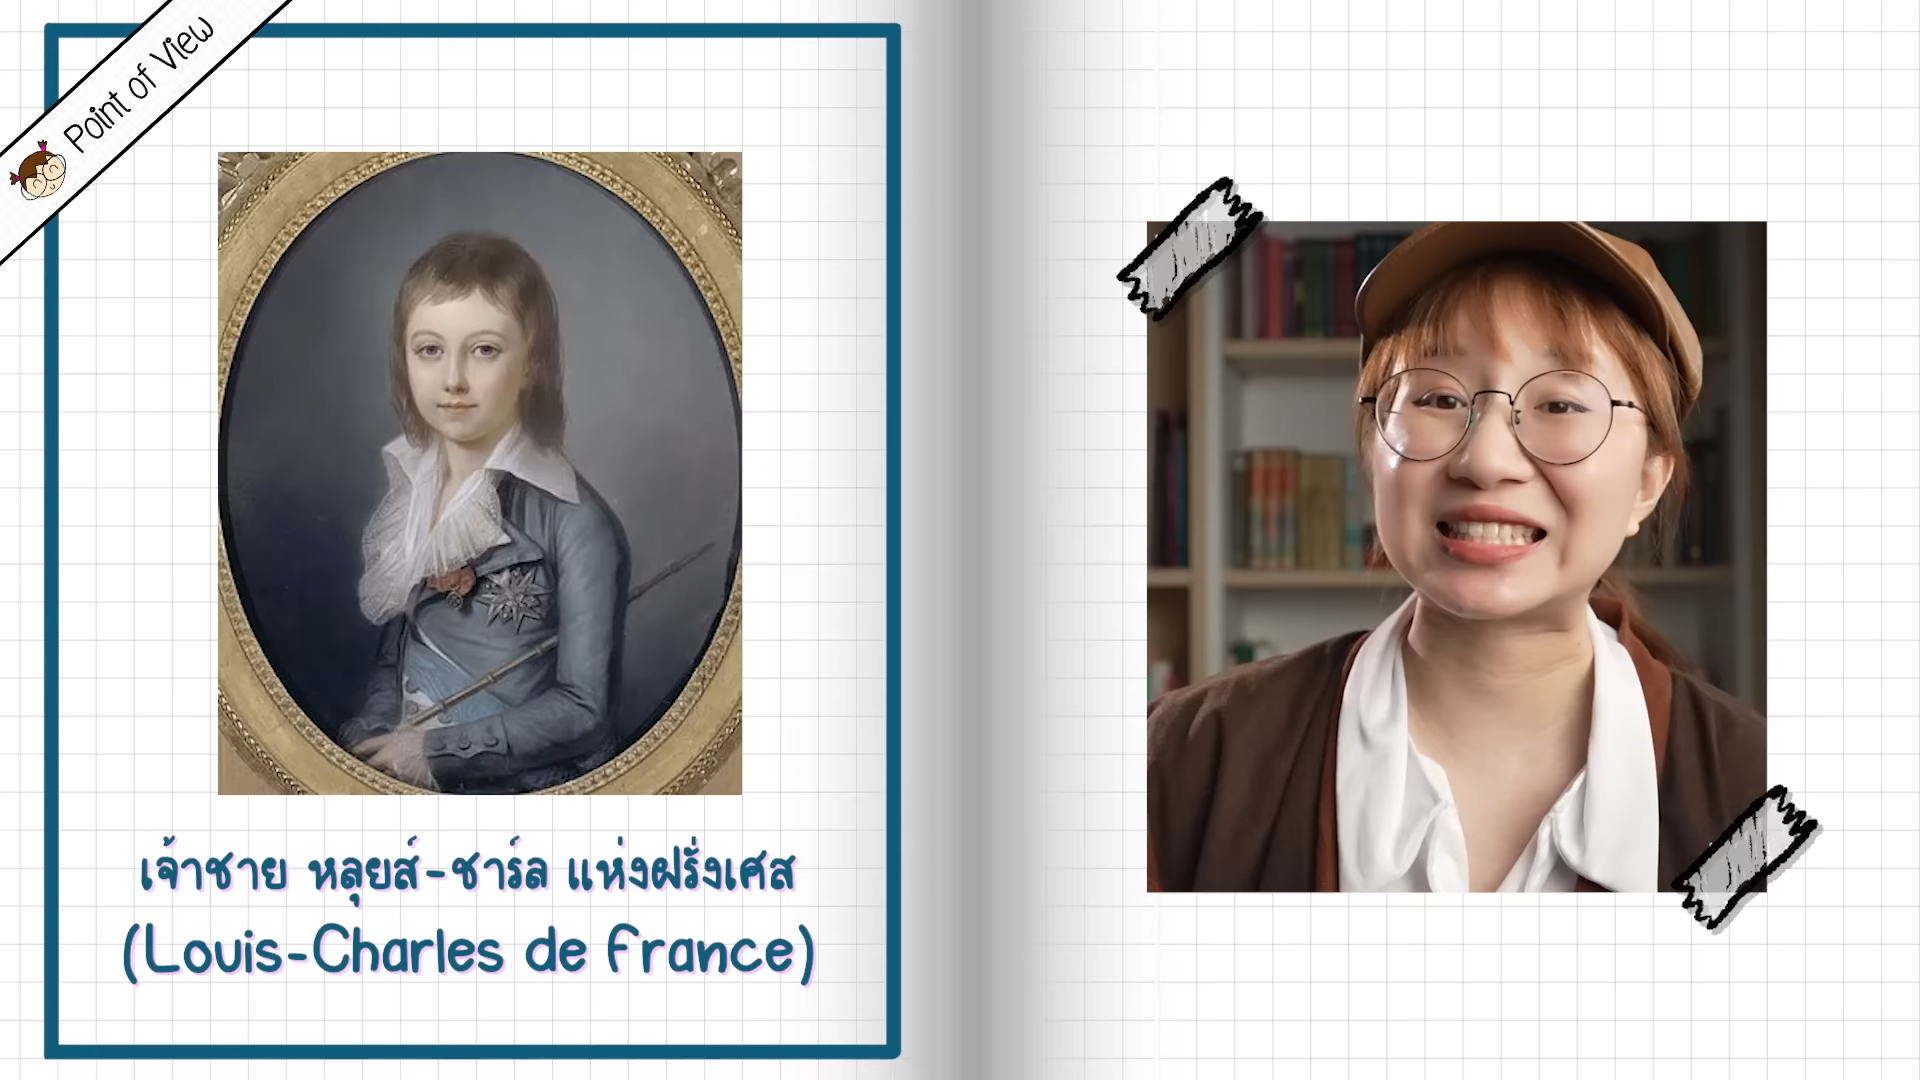 Point of View
เจ้าชาย หลุยส์-ชาร์ล แห่งฝรั่งเศส
(Louis-Charles de France)